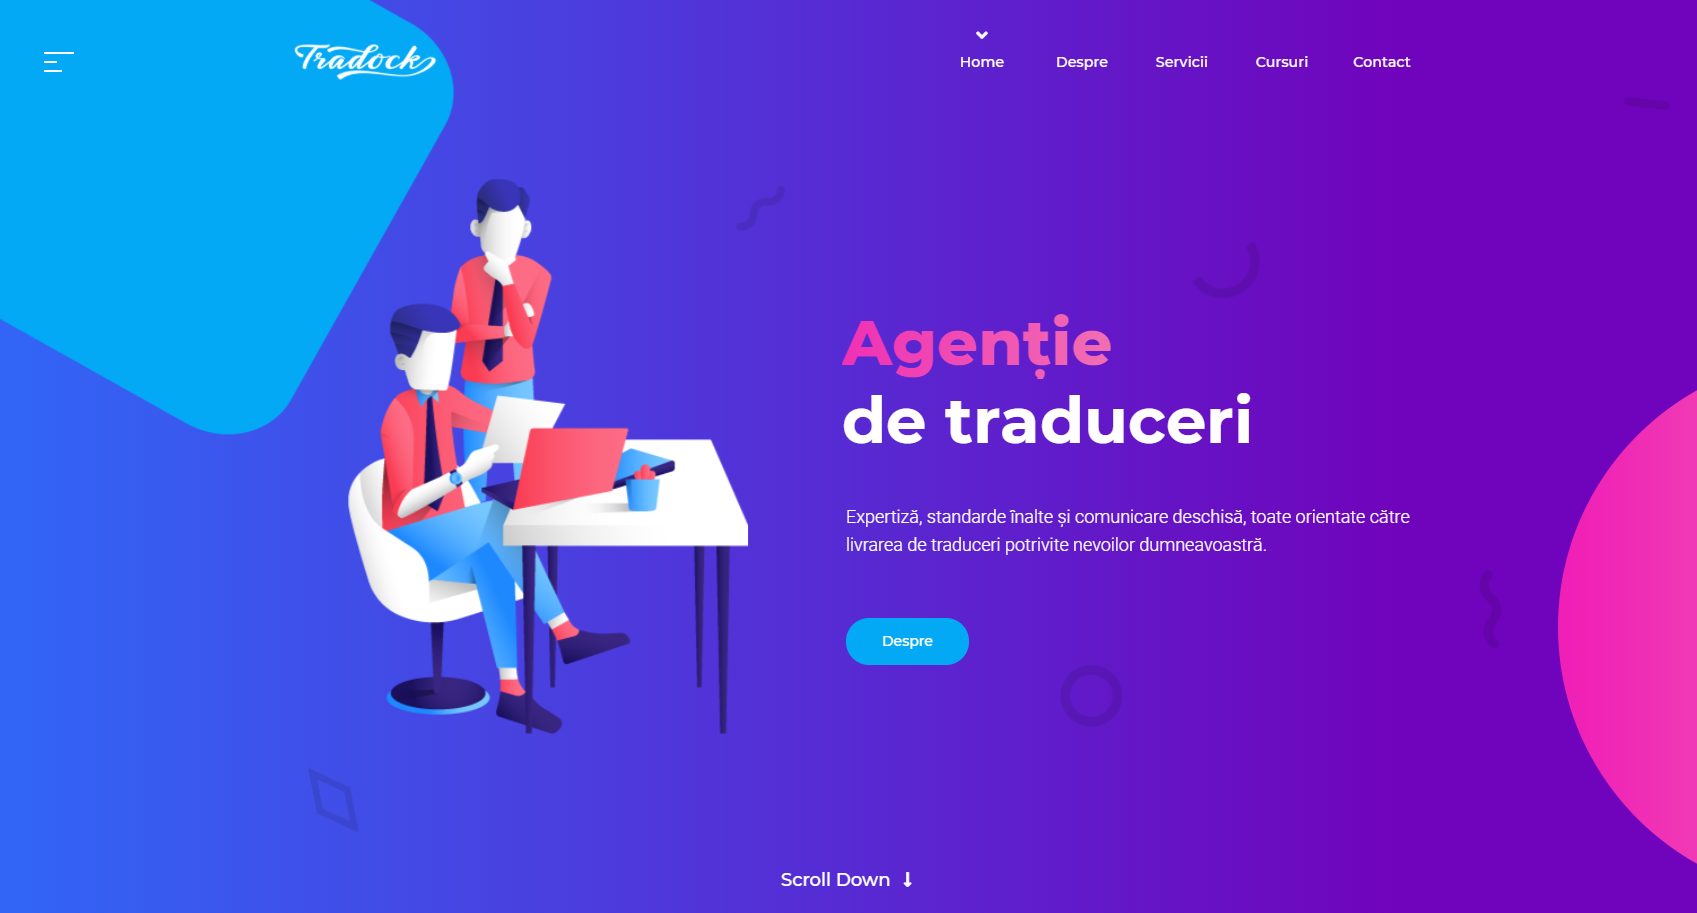 Tradock
Home Despre Servicii Cursuri Contact
Agenție
de traduceri
Expertiză, standarde înalte și comunicare deschisă, toate orientate către
livrarea de traduceri potrivite nevoilor dumneavoastră.
Despre
Scroll Down